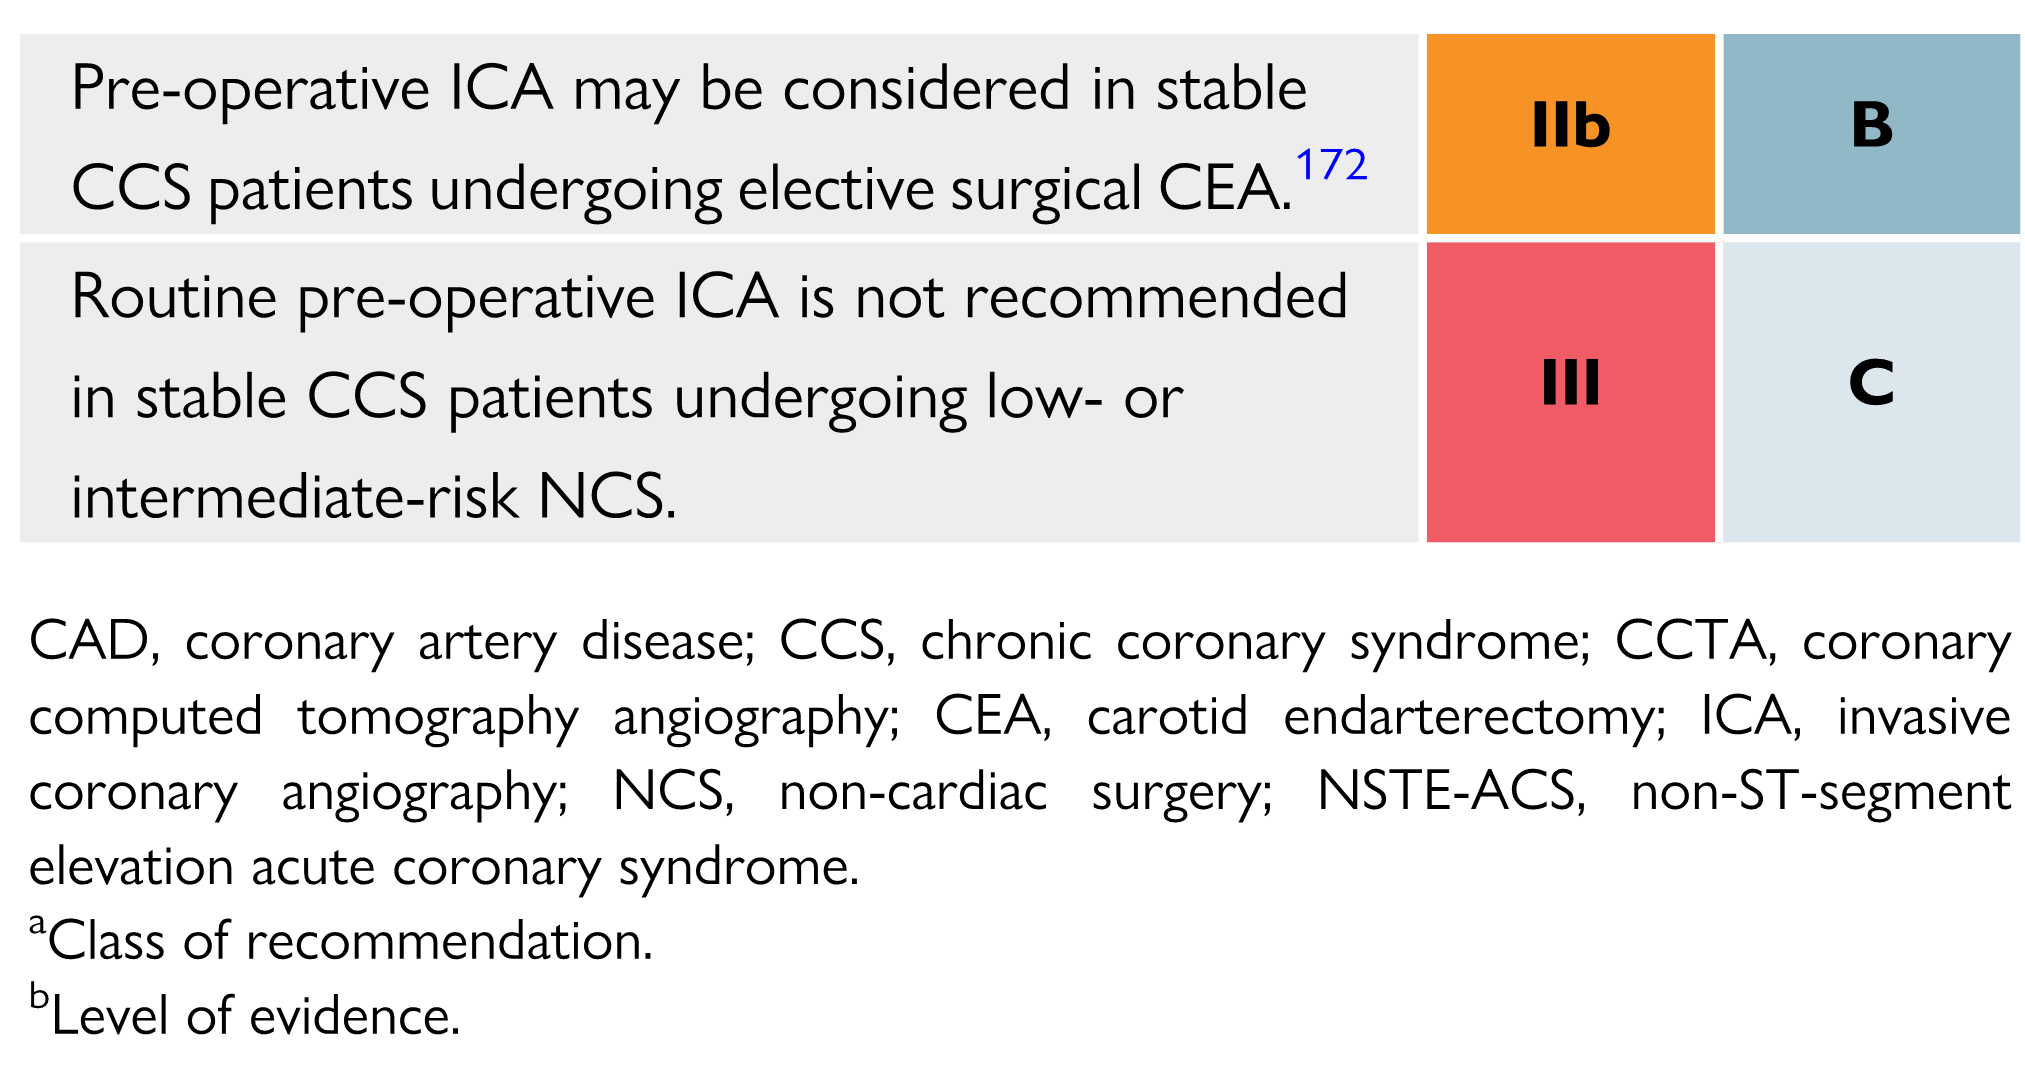 Pre-operative ICA may be considered in stable
CCS patients undergoing elective surgical CEA.172
IIb
B
Routine pre-operative ICA is not recommended
in stable CCS patients undergoing low- or
intermediate-risk NCS.
III
C
CAD, coronary artery disease; CCS, chronic coronary syndrome; CCTA, coronary
computed tomography angiography; CEA, carotid endarterectomy; ICA, invasive
coronary angiography; NCS, non-cardiac surgery; NSTE-ACS, non-ST-segment
elevation acute coronary syndrome.
aClass of recommendation.
bLevel of evidence.